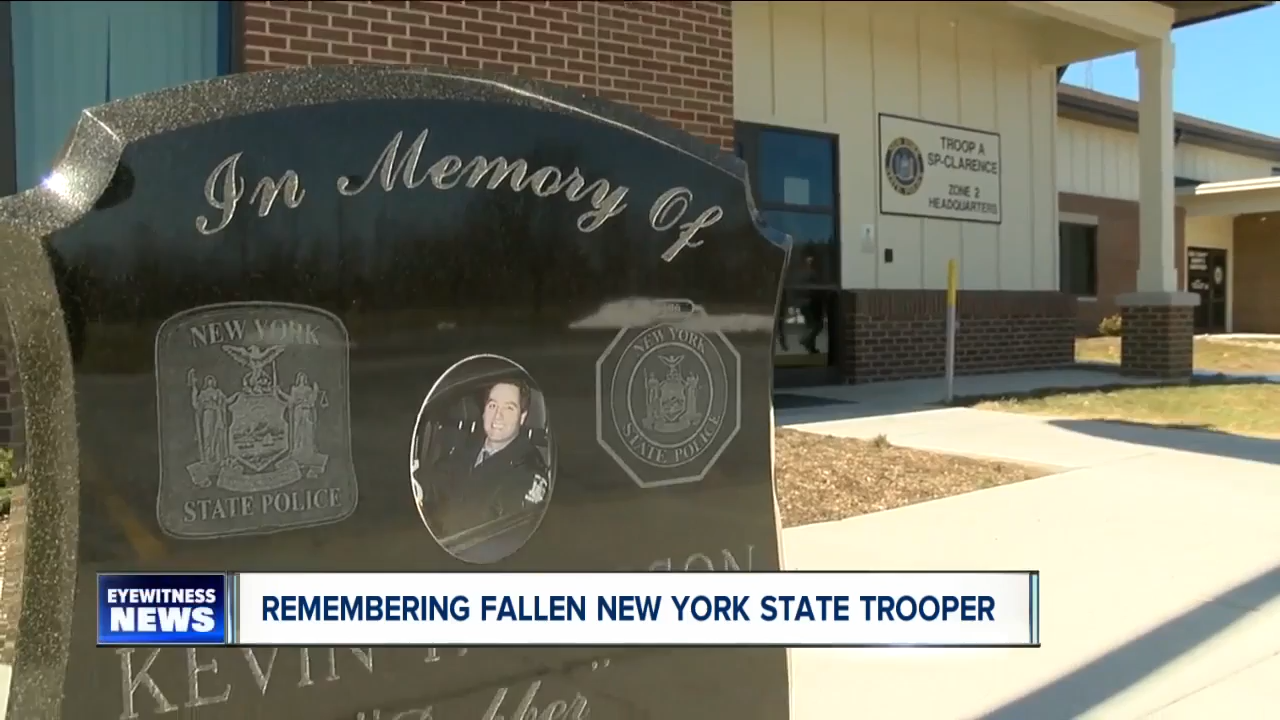 In Memory Of
TROOP A
SP-CLARENCE
ZONE 2
HEADQUARTERS
NEW YORK
STATE POLICE
NEW YORK
STATE POLICE
EYEWITNESS
NEWS
REMEMBERING FALLEN NEW YORK STATE TROOPER
KEVIN